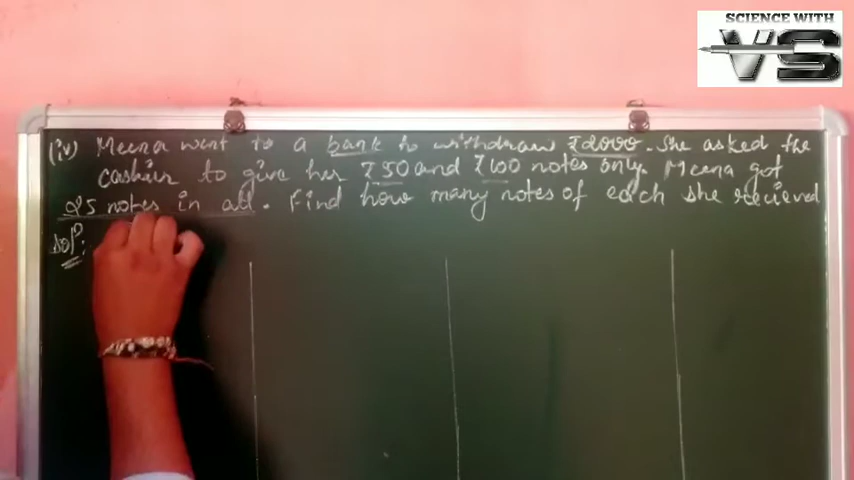 SCIENCE WITH
VS
(iv) Meena went to a bank to withdraw ₹2000. She asked the
cashier to give her ₹50 and ₹100 notes only. Meena got
25 notes in all. Find how many notes of each she recieved
Solⁿ: